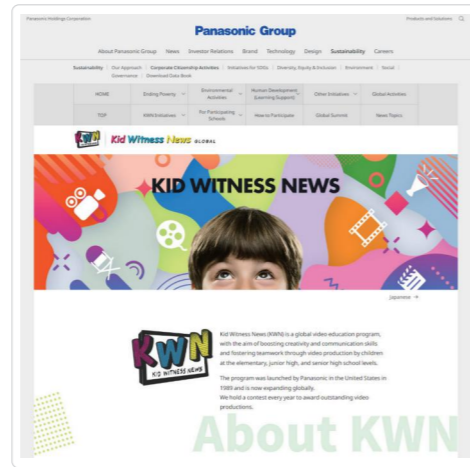 Panasonic Holdings Corporation
Products and Solutions
Panasonic Group
About Panasonic Group News Investor Relations Brand Technology Design Sustainability Careers
Sustainability Our Approach Corporate Citizenship Activities Initiatives for SDGs Diversity, Equity & Inclusion Environment Social
Governance Download Data Book
HOME Ending Poverty Environmental Activities Human Development (Learning Support) Other Initiatives Global Activities
TOP KWN Initiatives For Participating Schools How to Participate Global Summit News Topics
KWN Kid Witness News GLOBAL
KID WITNESS NEWS
Japanese
KWN
KID WITNESS NEWS
Kid Witness News (KWN) is a global video education program,
with the aim of boosting creativity and communication skills
and fostering teamwork through video production by children
at the elementary, junior high, and senior high school levels.
The program was launched by Panasonic in the United States in
1989 and is now expanding globally.
We hold a contest every year to award outstanding video
productions.
About KWN